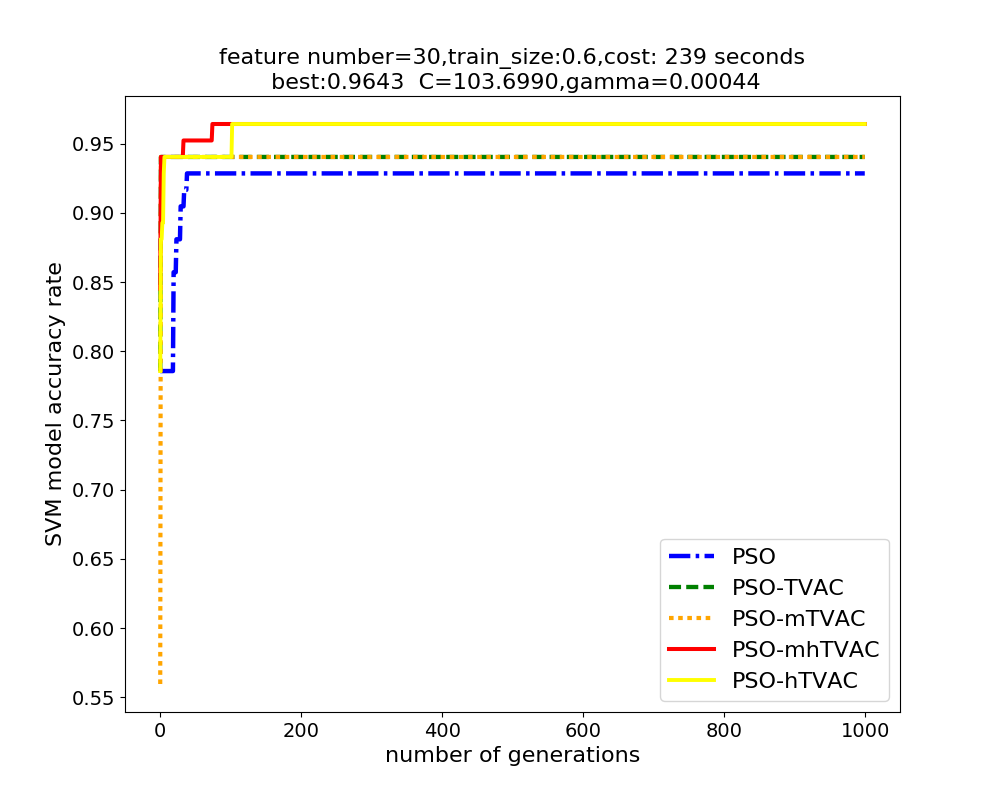 feature number=30,train_size:0.6,cost: 239 seconds
best:0.9643  C=103.6990,gamma=0.00044
SVM model accuracy rate
0.95
0.90
0.85
0.80
0.75
0.70
0.65
0.60
0.55
PSO
PSO-TVAC
PSO-mTVAC
PSO-mhTVAC
PSO-hTVAC
0
200
400
600
800
1000
number of generations